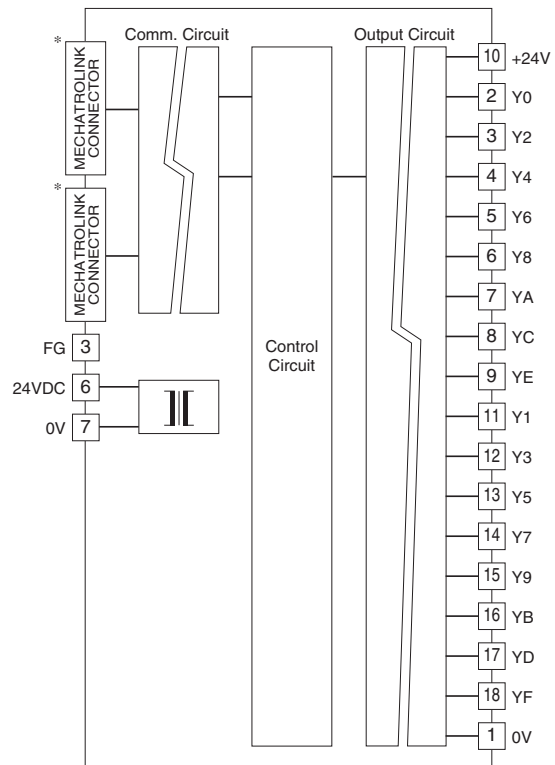 Comm. Circuit
Output Circuit
*
MECHATROLINK
CONNECTOR
*
MECHATROLINK
CONNECTOR
FG 3
24VDC 6
0V 7
Control
Circuit
10 +24V
2 Y0
3 Y2
4 Y4
5 Y6
6 Y8
7 YA
8 YC
9 YE
11 Y1
12 Y3
13 Y5
14 Y7
15 Y9
16 YB
17 YD
18 YF
1 0V